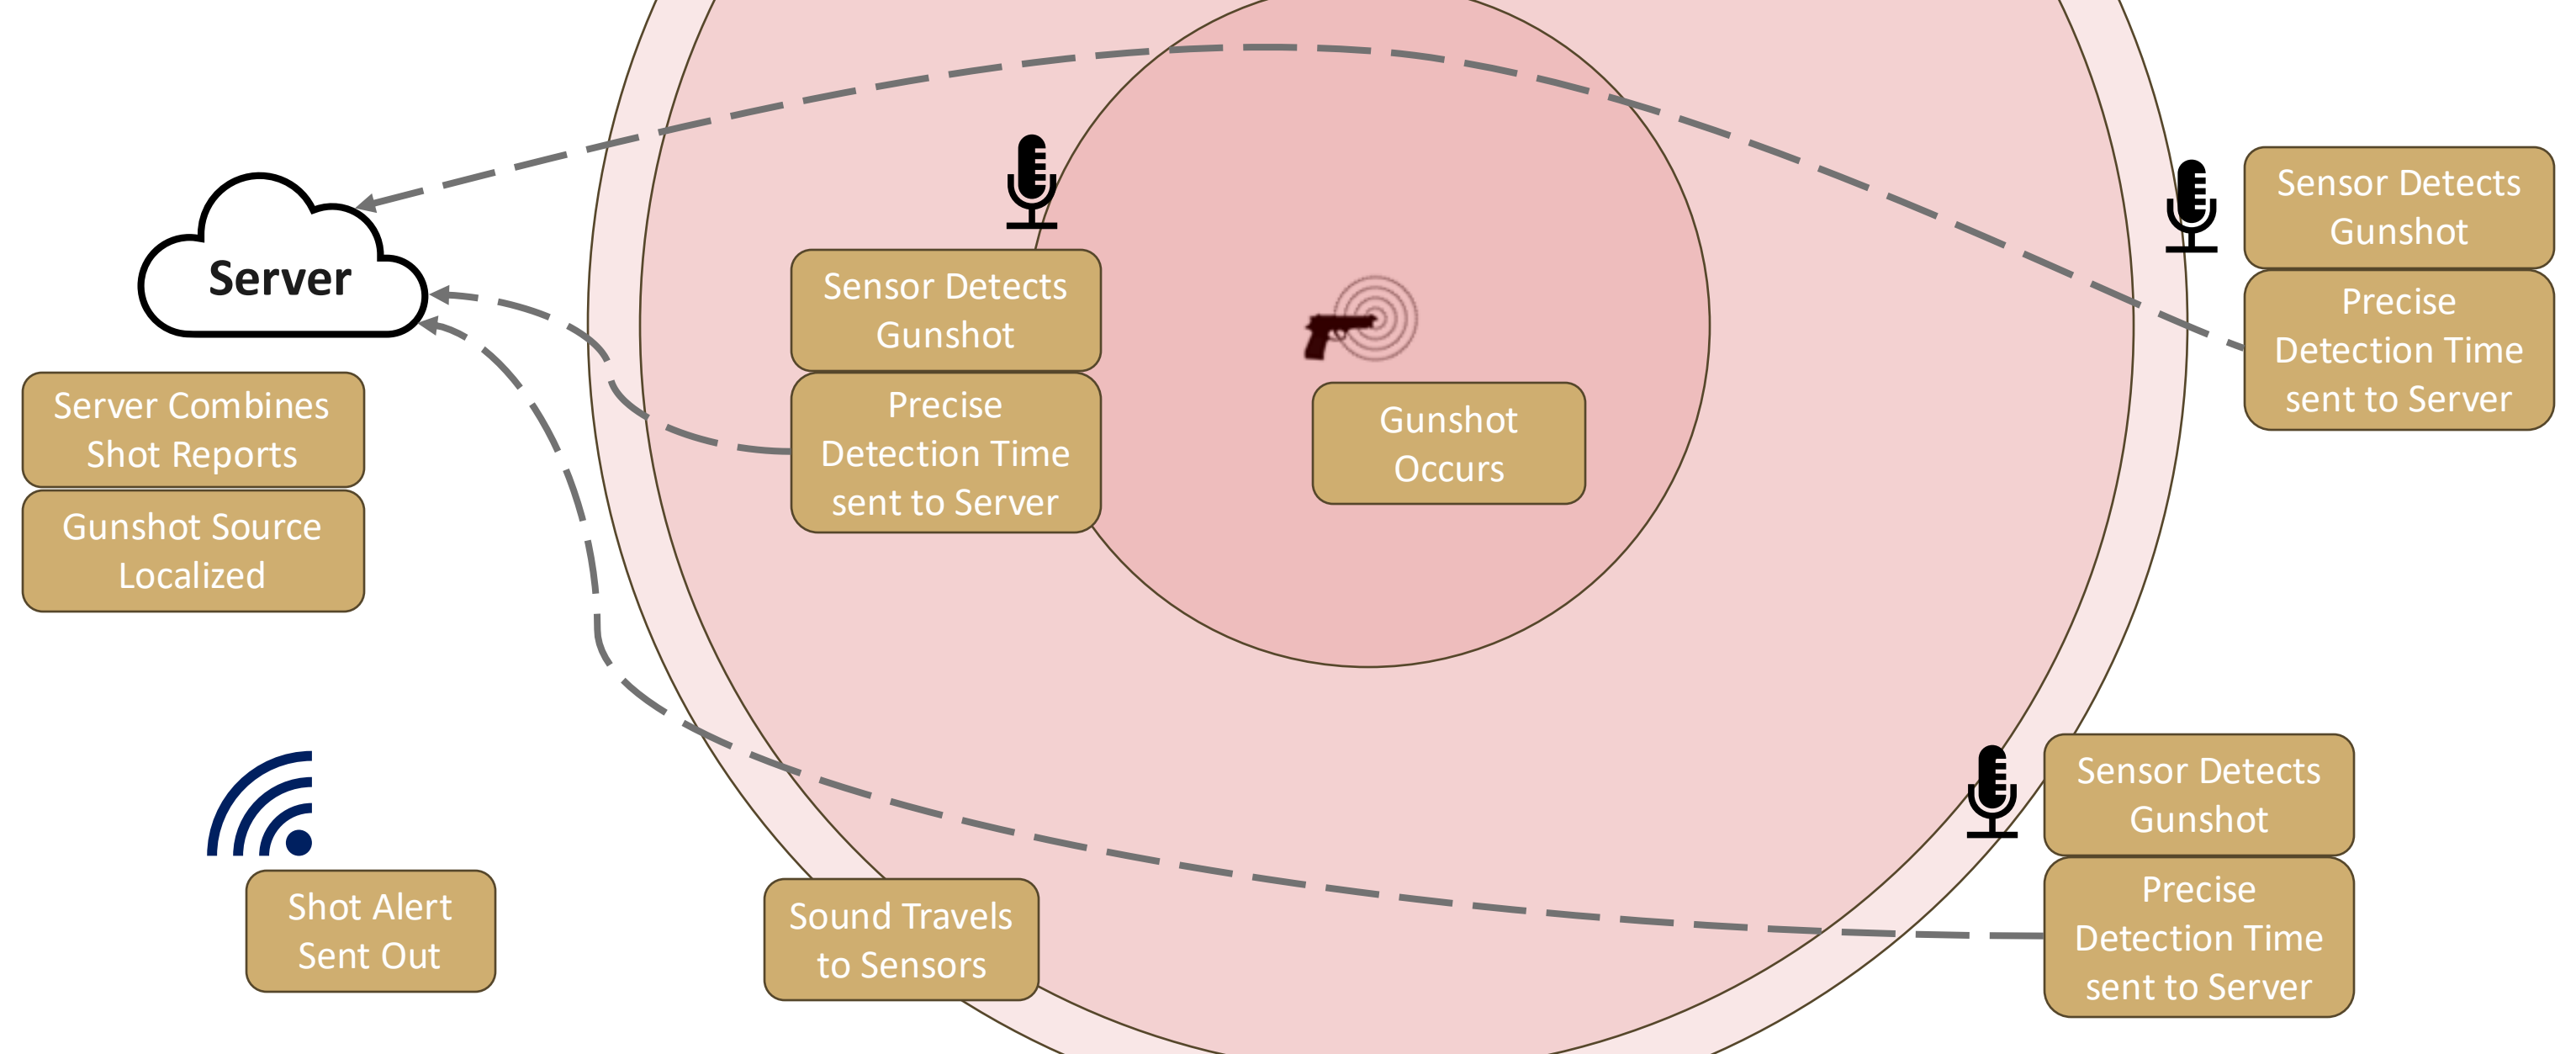 Server
Server Combines
Shot Reports
Gunshot Source
Localized
Shot Alert
Sent Out
Sensor Detects
Gunshot
Precise
Detection Time
sent to Server
Gunshot
Occurs
Sound Travels
to Sensors
Sensor Detects
Gunshot
Precise
Detection Time
sent to Server
Sensor Detects
Gunshot
Precise
Detection Time
sent to Server